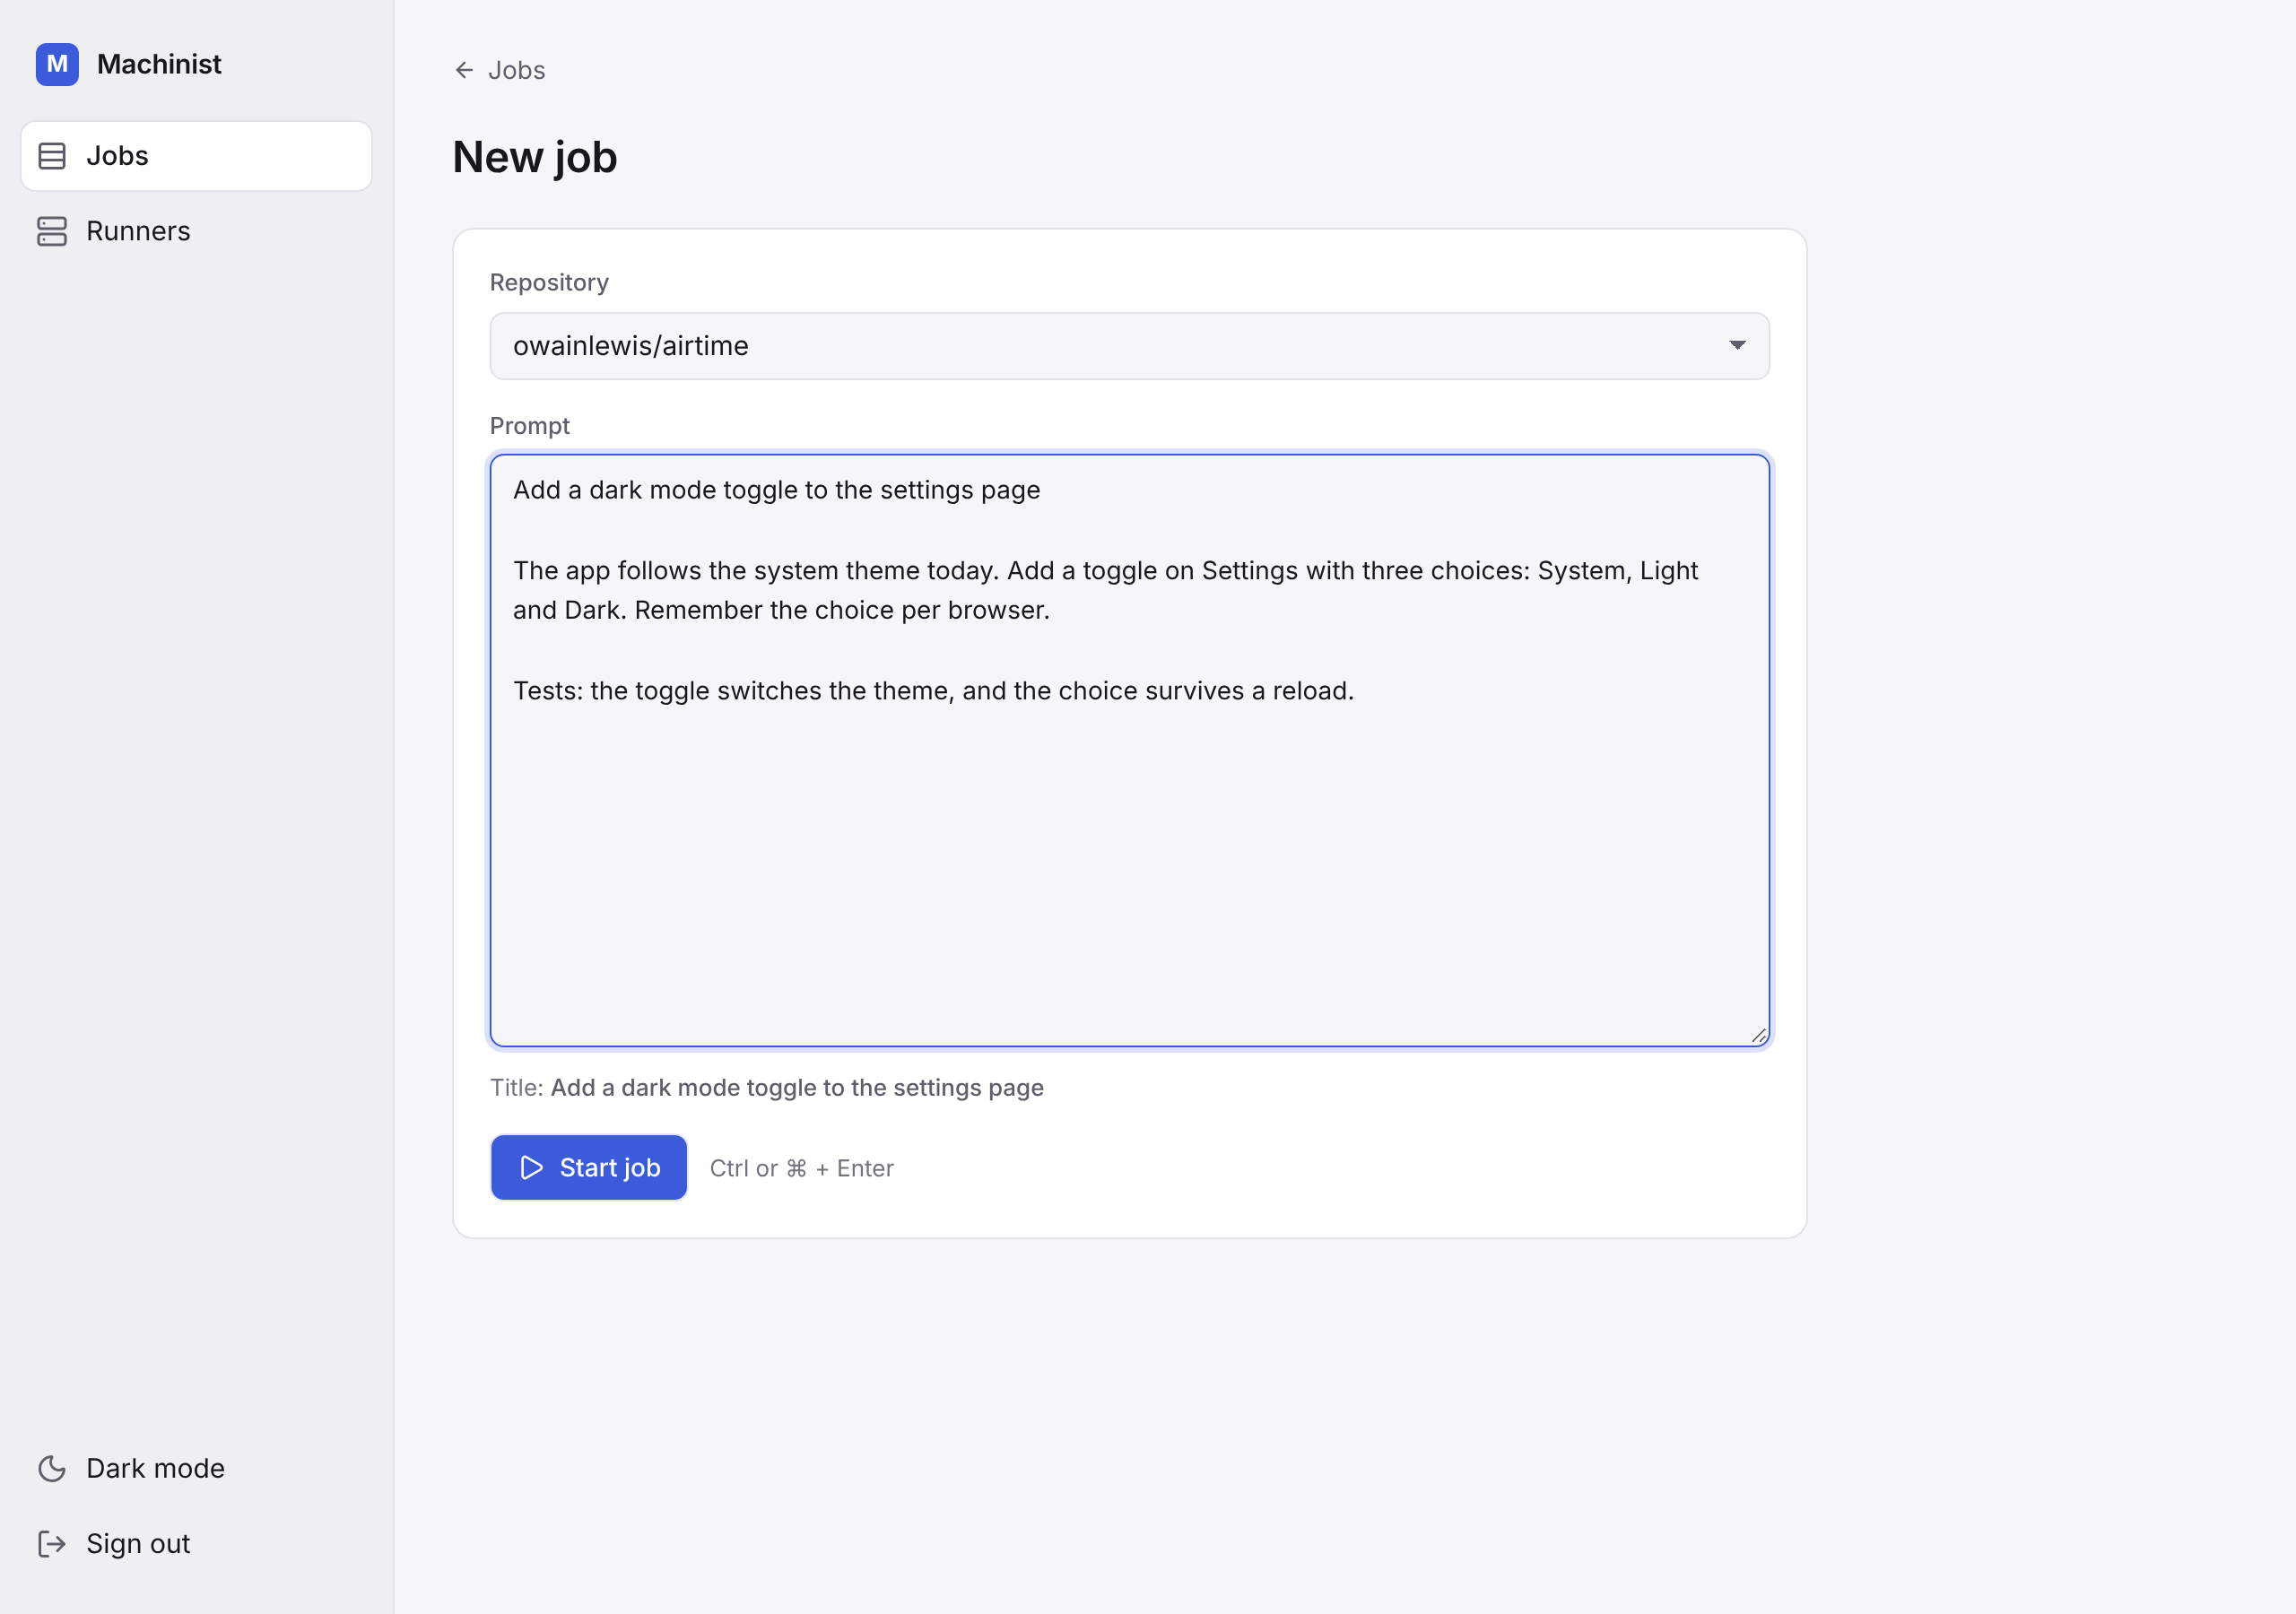 M Machinist
Jobs
Runners
Dark mode
Sign out
← Jobs
New job
Repository
owainlewis/airtime
Prompt
Add a dark mode toggle to the settings page
The app follows the system theme today. Add a toggle on Settings with three choices: System, Light
and Dark. Remember the choice per browser.
Tests: the toggle switches the theme, and the choice survives a reload.
Title: Add a dark mode toggle to the settings page
Start job
Ctrl or ⌘ + Enter